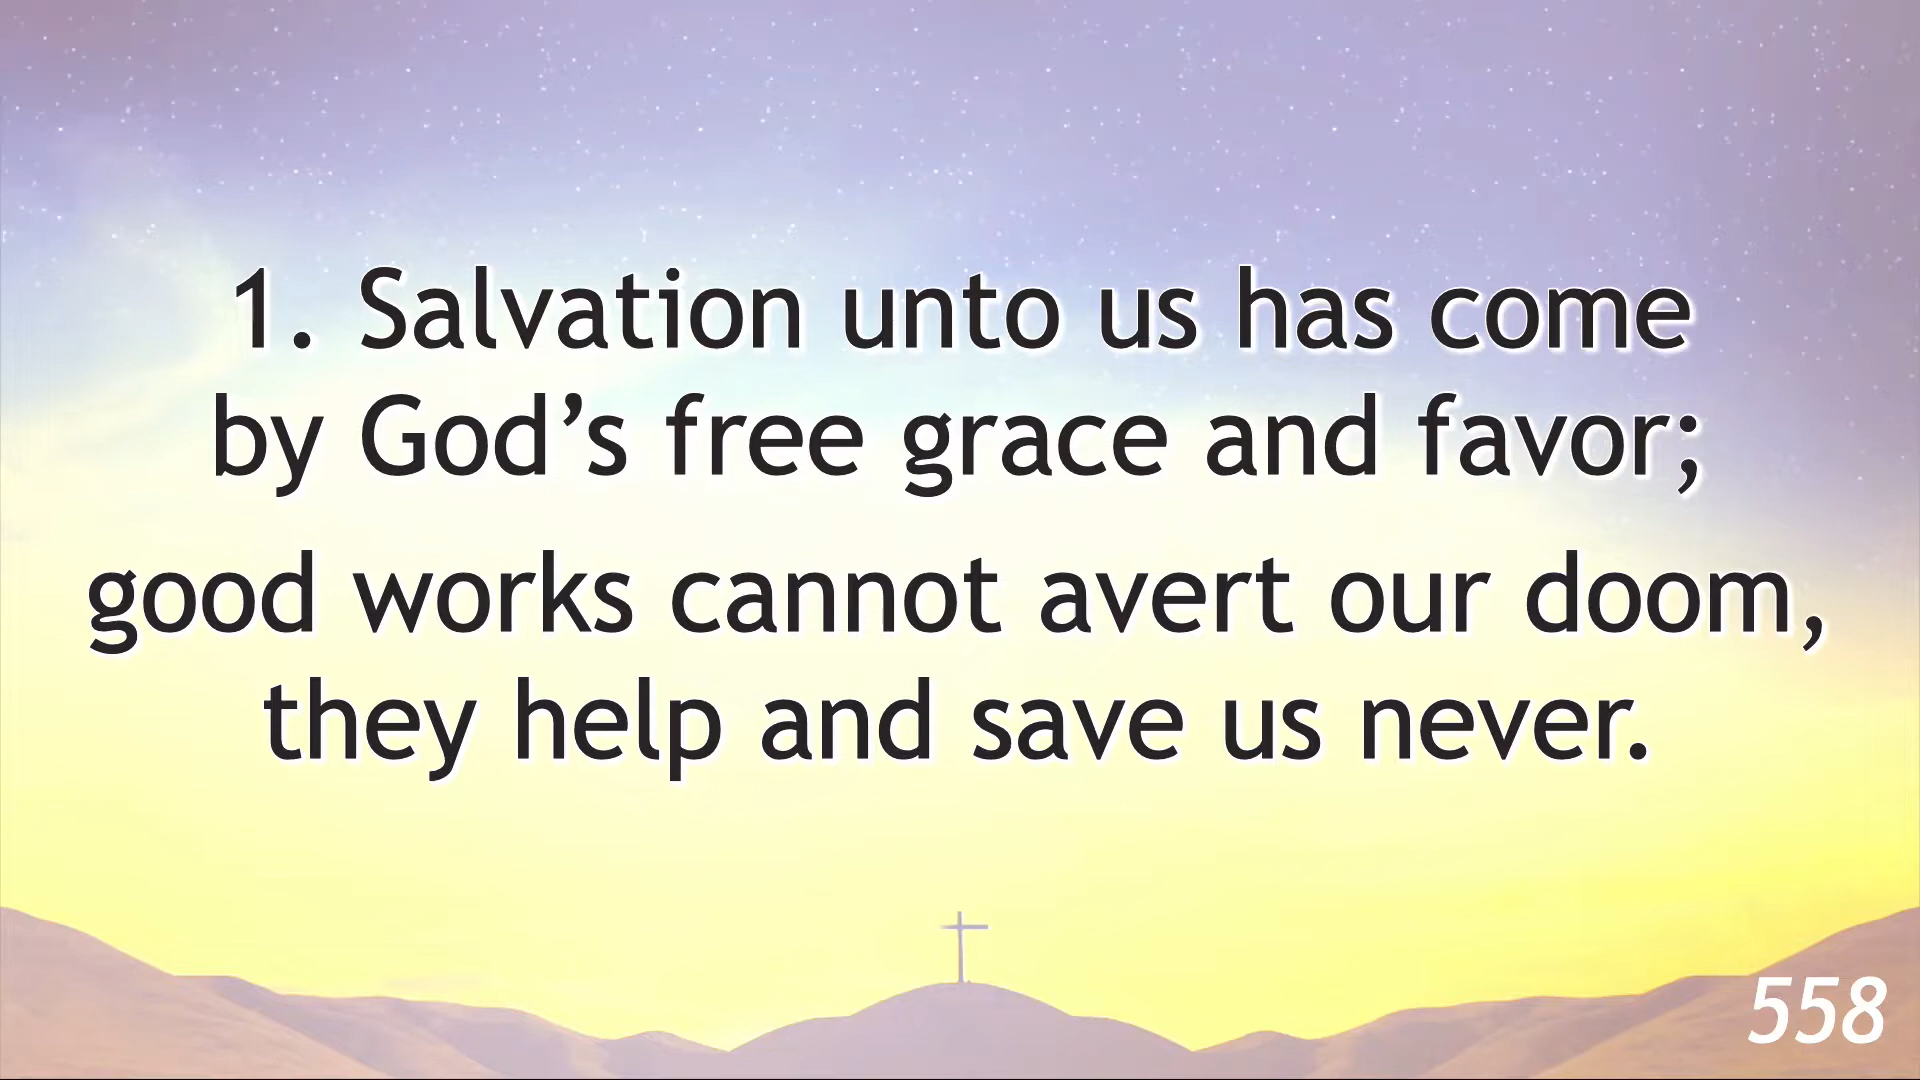 1. Salvation unto us has come
by God’s free grace and favor;
good works cannot avert our doom,
they help and save us never.
558